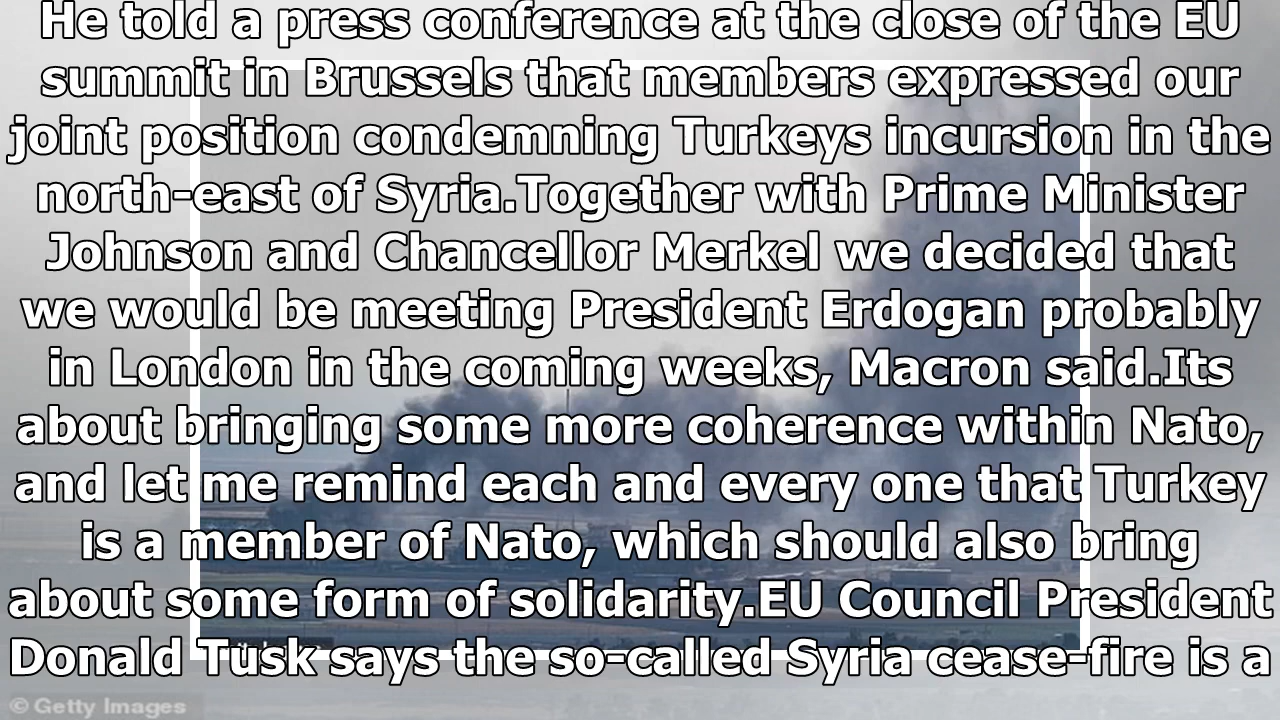 He told a press conference at the close of the EU
summit in Brussels that members expressed our
joint position condemning Turkeys incursion in the
north-east of Syria.Together with Prime Minister
Johnson and Chancellor Merkel we decided that
we would be meeting President Erdogan probably
in London in the coming weeks, Macron said.Its
about bringing some more coherence within Nato,
and let me remind each and every one that Turkey
is a member of Nato, which should also bring
about some form of solidarity.EU Council President
Donald Tusk says the so-called Syria cease-fire is a
© Getty Images